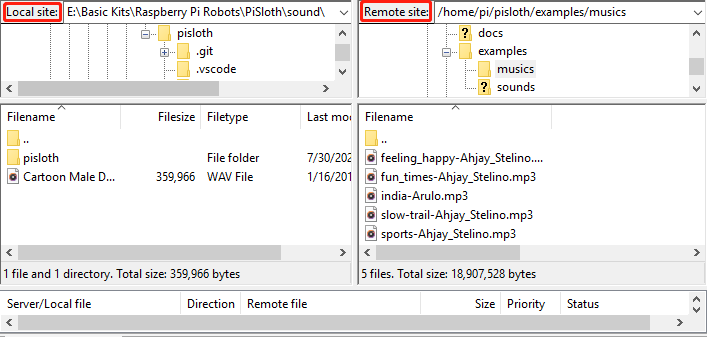 Local site: E:\Basic Kits\Raspberry Pi Robots\PiSloth\sound\
pisloth
.git
.vscode
Filename Filesize Filetype Last mod
..
pisloth File folder 7/30/202
Cartoon Male D... 359,966 WAV File 1/16/201
1 file and 1 directory. Total size: 359,966 bytes
Remote site: /home/pi/pisloth/examples/musics
? docs
examples
musics
? sounds
Filename
..
feeling_happy-Ahjay_Stelino....
fun_times-Ahjay_Stelino.mp3
india-Arulo.mp3
slow-trail-Ahjay_Stelino.mp3
sports-Ahjay_Stelino.mp3
5 files. Total size: 18,907,528 bytes
Server/Local file Direction Remote file Size Priority Status